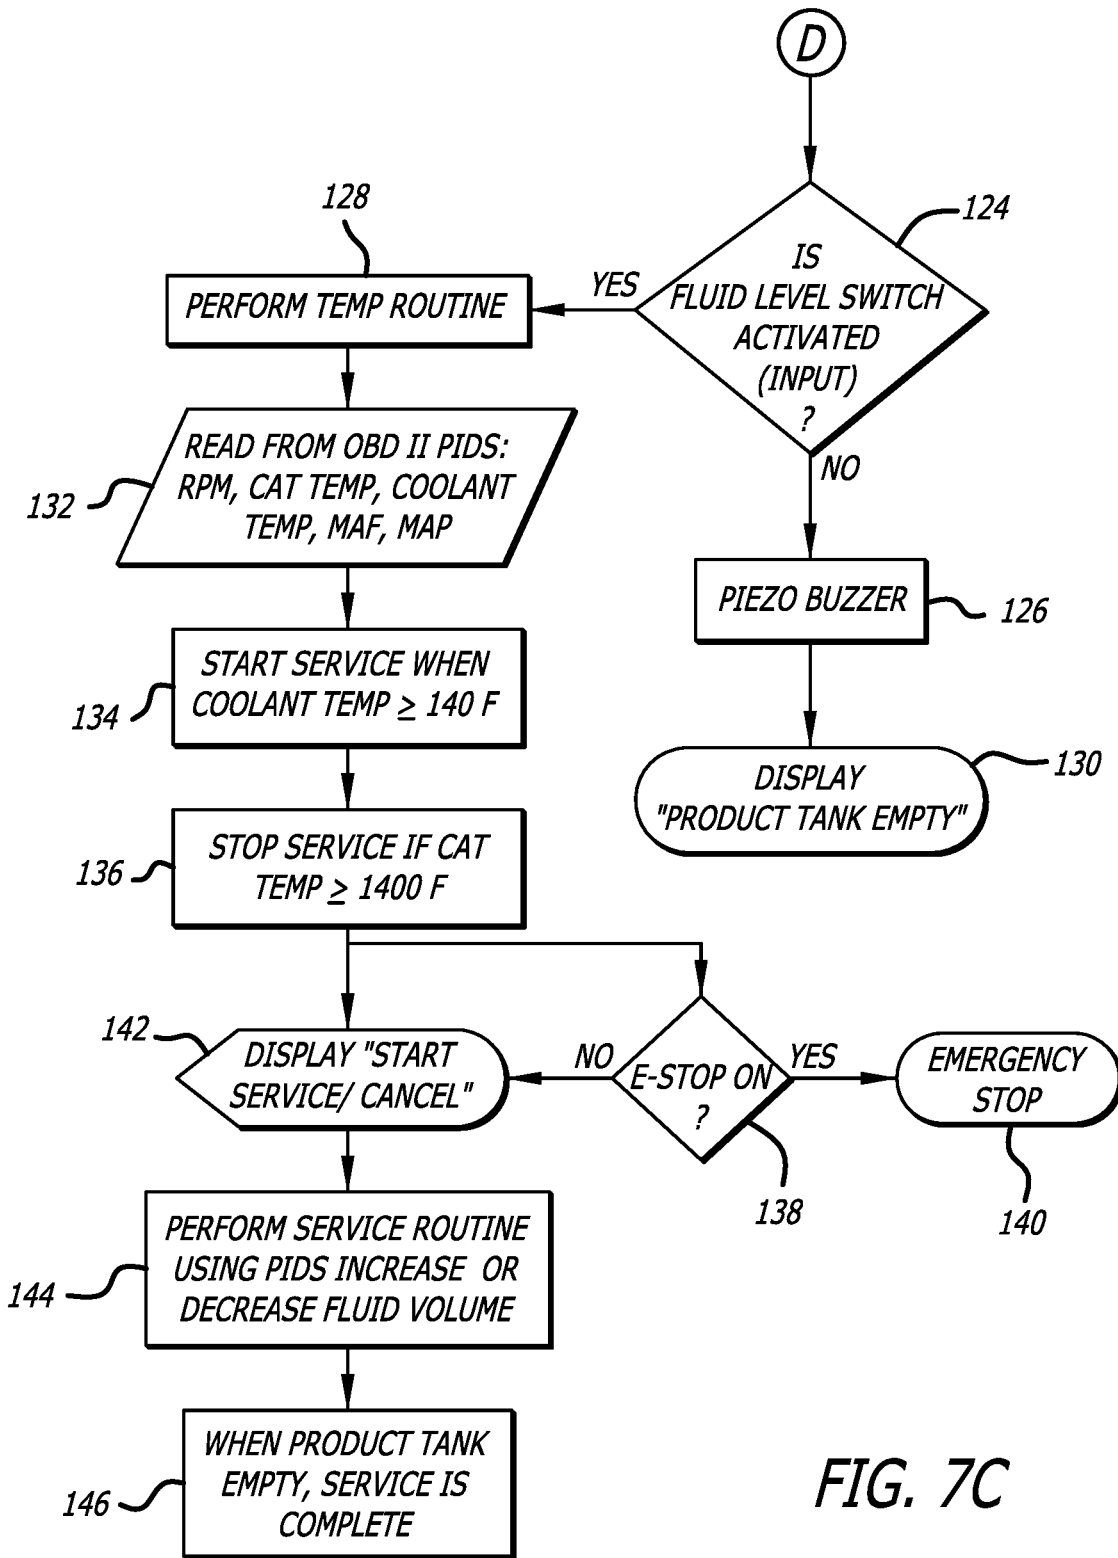 D
124
IS
FLUID LEVEL SWITCH
ACTIVATED
(INPUT)
?
YES
NO
128
PERFORM TEMP ROUTINE
READ FROM OBD II PIDS:
RPM, CAT TEMP, COOLANT
TEMP, MAF, MAP
132
PIEZO BUZZER
126
START SERVICE WHEN
COOLANT TEMP ≥ 140 F
134
DISPLAY
"PRODUCT TANK EMPTY"
130
STOP SERVICE IF CAT
TEMP ≥ 1400 F
136
142
DISPLAY "START
SERVICE/ CANCEL"
NO
E-STOP ON
?
YES
138
EMERGENCY
STOP
140
PERFORM SERVICE ROUTINE
USING PIDS INCREASE OR
DECREASE FLUID VOLUME
144
WHEN PRODUCT TANK
EMPTY, SERVICE IS
COMPLETE
146
FIG. 7C